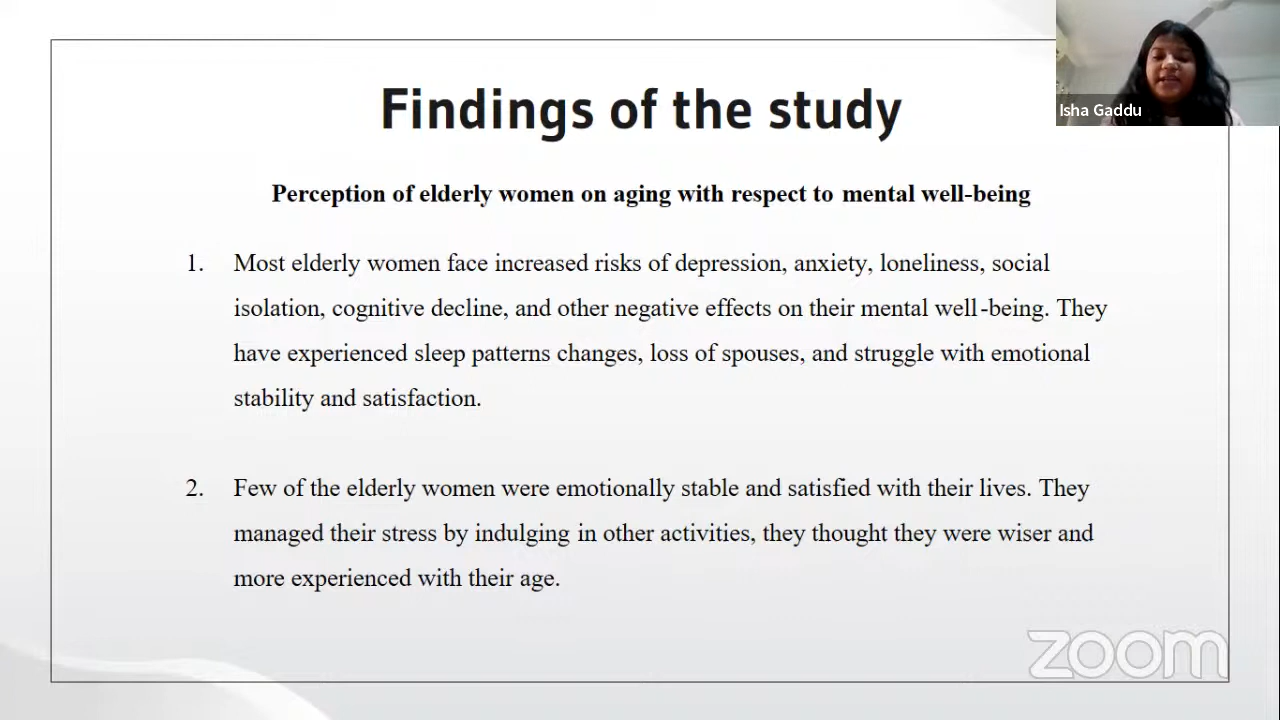 Isha Gaddu
Findings of the study
Perception of elderly women on aging with respect to mental well-being
1. Most elderly women face increased risks of depression, anxiety, loneliness, social
isolation, cognitive decline, and other negative effects on their mental well-being. They
have experienced sleep patterns changes, loss of spouses, and struggle with emotional
stability and satisfaction.
2. Few of the elderly women were emotionally stable and satisfied with their lives. They
managed their stress by indulging in other activities, they thought they were wiser and
more experienced with their age.
zoom